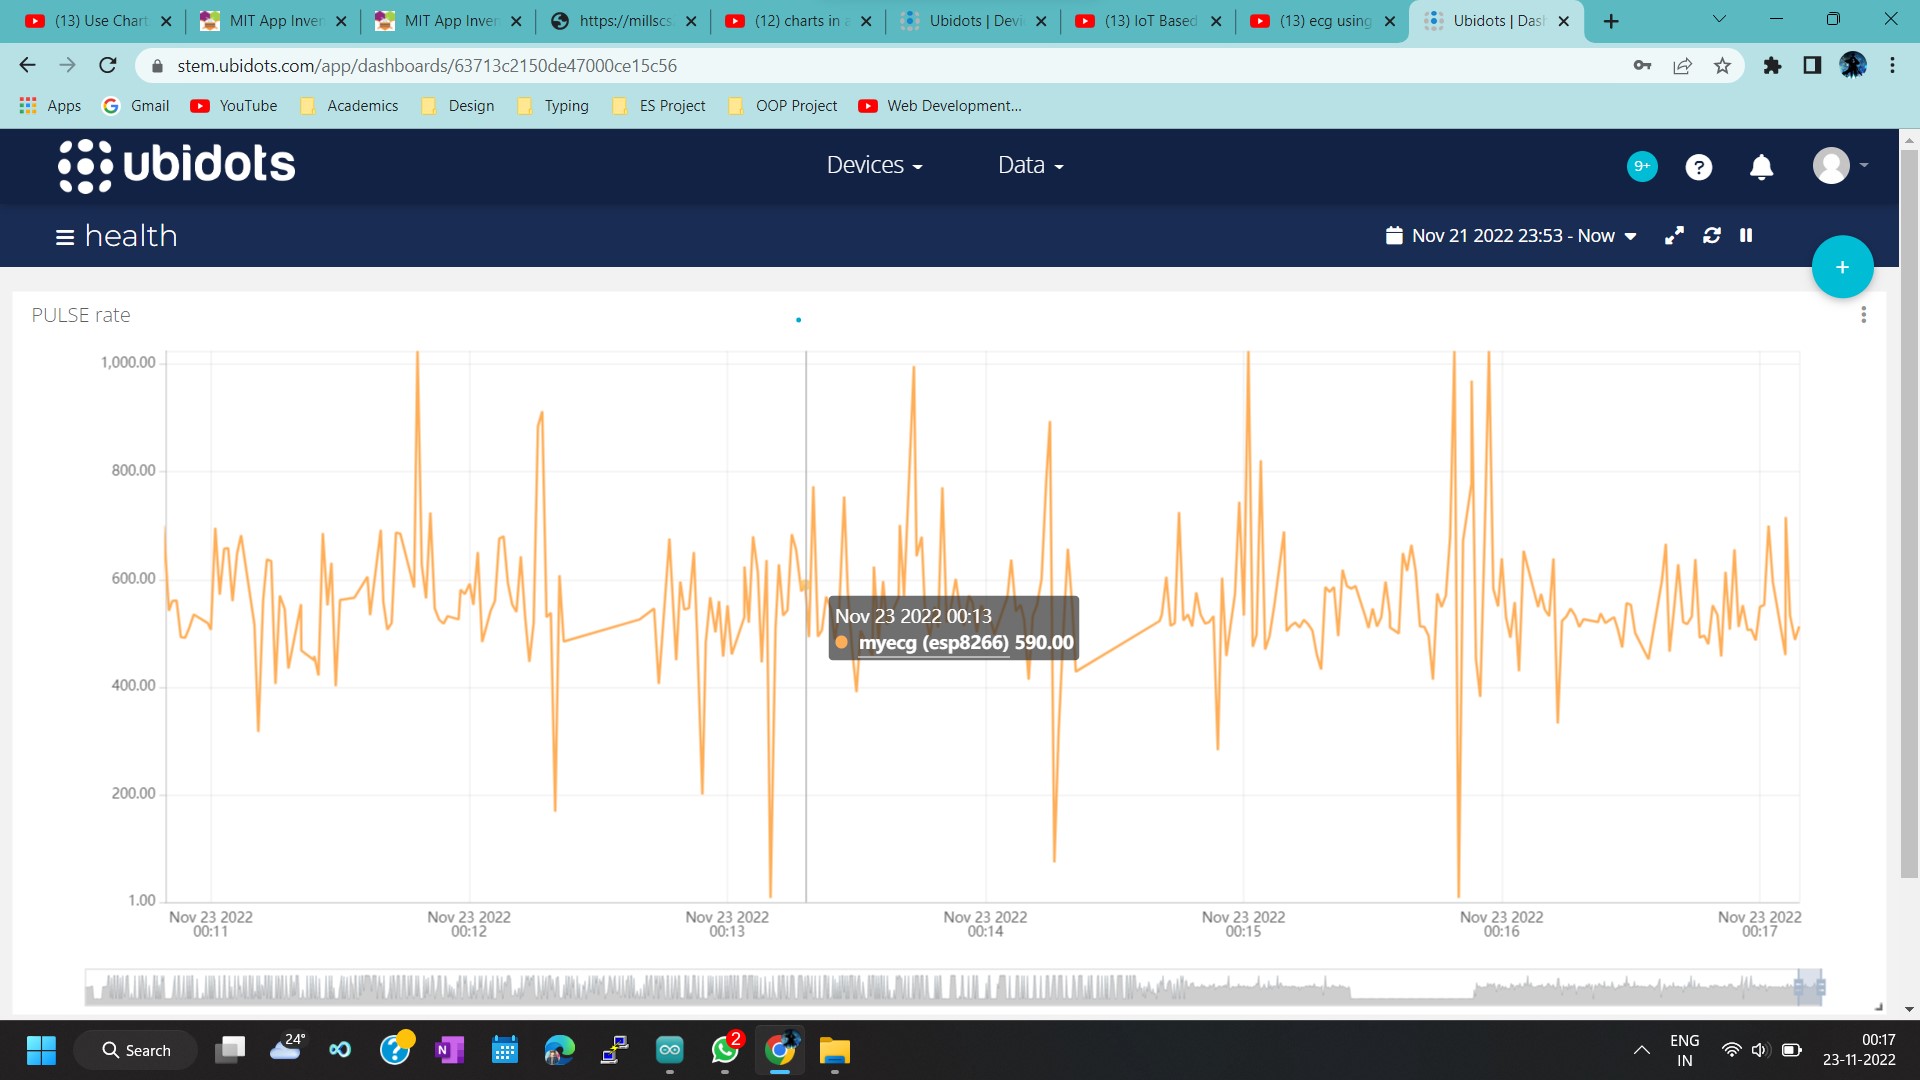 (13) Use Chart
MIT App Inven
MIT App Inven
https://millscs
(12) charts in a
Ubidots | Devi
(13) IoT Based
(13) ecg using
Ubidots | Dash
stem.ubidots.com/app/dashboards/63713c2150de47000ce15c56
Apps
Gmail
YouTube
Academics
Design
Typing
ES Project
OOP Project
Web Development...
ubidots
Devices
Data
9+
?
health
Nov 21 2022 23:53 - Now
+
PULSE rate
1,000.00
800.00
600.00
400.00
200.00
1.00
Nov 23 2022 00:13
myecg (esp8266) 590.00
Nov 23 2022
00:11
Nov 23 2022
00:12
Nov 23 2022
00:13
Nov 23 2022
00:14
Nov 23 2022
00:15
Nov 23 2022
00:16
Nov 23 2022
00:17
Search
24°
?
N
2
ENG
IN
00:17
23-11-2022